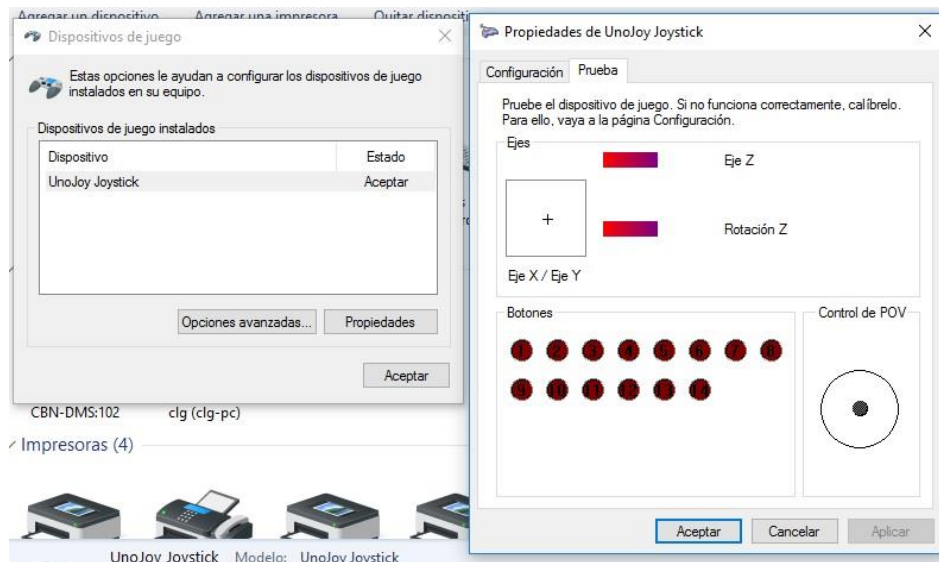 Agregar un dispositivo Agregar una impresora Quitar dispositi
Dispositivos de juego
Estas opciones le ayudan a configurar los dispositivos de juego
instalados en su equipo.
Dispositivos de juego instalados
Dispositivo Estado
UnoJoy Joystick Aceptar
Opciones avanzadas... Propiedades
Aceptar
CBN-DMS:102 clg (clg-pc)
Impresoras (4)
UnoJoy Joystick Modelo: UnoJoy Joystick
Propiedades de UnoJoy Joystick
Configuración Prueba
Pruebe el dispositivo de juego. Si no funciona correctamente, calíbrelo.
Para ello, vaya a la página Configuración.
Ejes
Eje Z
Rotación Z
Eje X / Eje Y
Botones
1 2 3 4 5 6 7 8
9 10 11 12 13 14
Control de POV
Aceptar Cancelar Aplicar